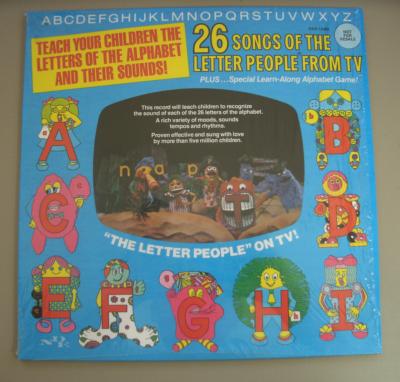 ABCDEFGHIJKLMNOPQRSTUVWXYZ
TEACH YOUR CHILDREN THE
LETTERS OF THE ALPHABET
AND THEIR SOUNDS!
26 SONGS OF THE
LETTER PEOPLE FROM TV
NOT
FOR
RESALE
PLUS...Special Learn-Along Alphabet Game!
This record will teach children to recognize
the sound of each of the 26 letters of the alphabet.
A rich variety of moods, sounds
tempos and rhythms.
Proven effective and sung with love
by more than five million children.
"THE LETTER PEOPLE" ON TV!
A
B
C
D
E
F
G
H
I